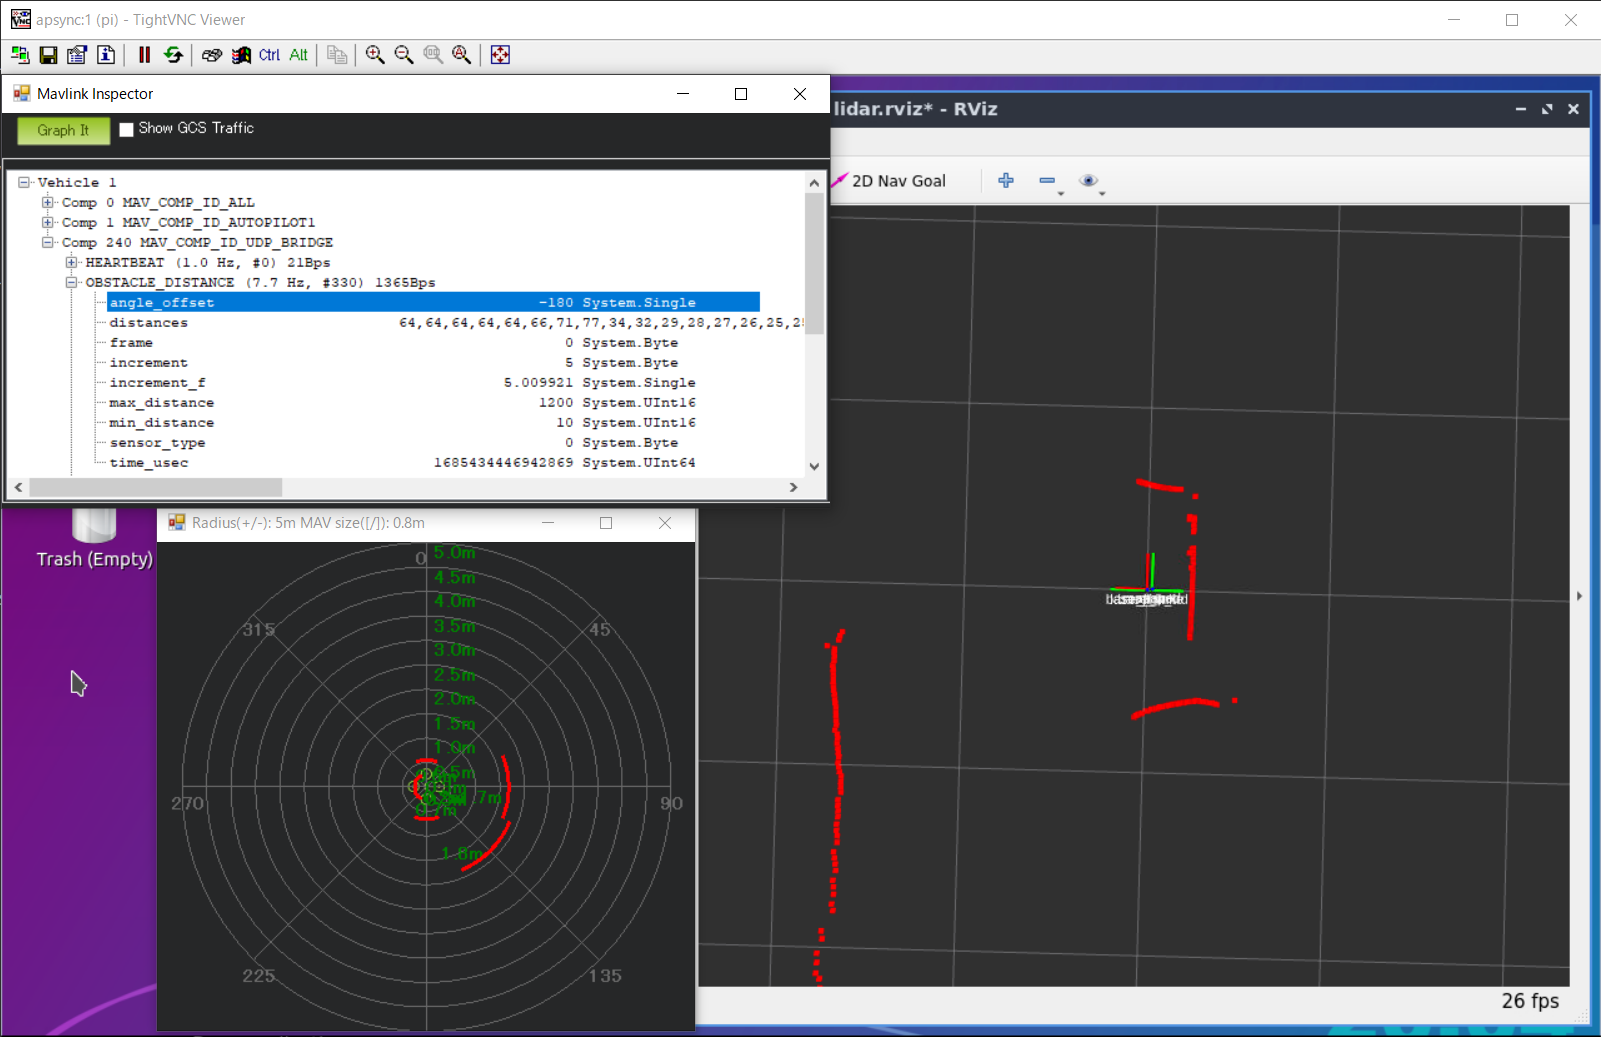 apsync:1 (pi) - TightVNC Viewer
Ctrl Alt
Mavlink Inspector
Graph It
Show GCS Traffic
Vehicle 1
Comp 0 MAV_COMP_ID_ALL
Comp 1 MAV_COMP_ID_AUTOPILOT1
Comp 240 MAV_COMP_ID_UDP_BRIDGE
HEARTBEAT (1.0 Hz, #0) 21Bps
OBSTACLE_DISTANCE (7.7 Hz, #330) 1365Bps
angle_offset -180 System.Single
distances 64,64,64,64,64,66,71,77,34,32,29,28,27,26,25,25
frame 0 System.Byte
increment 5 System.Byte
increment_f 5.009921 System.Single
max_distance 1200 System.UInt16
min_distance 10 System.UInt16
sensor_type 0 System.Byte
time_usec 1685434446942869 System.UInt64
lidar.rviz* - RViz
2D Nav Goal
Trash (Empty)
Radius(+/-): 5m MAV size([/]): 0.8m
0
5.0m
4.5m
4.0m
3.5m
315
45
3.0m
2.5m
2.0m
1.5m
1.0m
0.5m
270
90
1.8m
225
135
26 fps